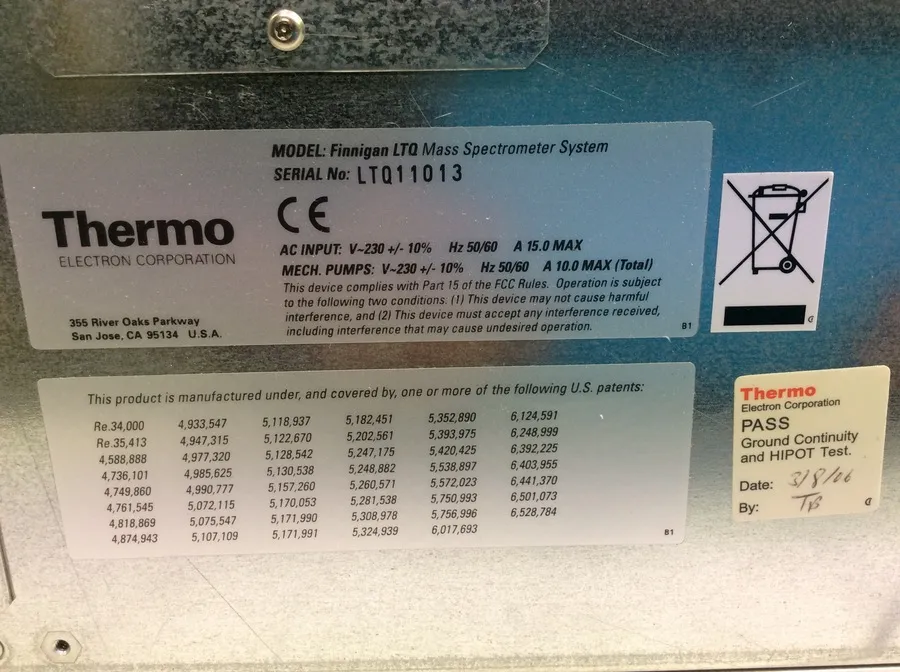 MODEL: Finnigan LTQ Mass Spectrometer System
SERIAL No: LTQ11013
CE
Thermo
ELECTRON CORPORATION
AC INPUT: V~230 +/- 10% Hz 50/60 A 15.0 MAX
MECH. PUMPS: V~230 +/- 10% Hz 50/60 A 10.0 MAX (Total)
This device complies with Part 15 of the FCC Rules. Operation is subject
to the following two conditions. (1) This device may not cause harmful
interference, and (2) This device must accept any interference received,
including interference that may cause undesired operation.
355 River Oaks Parkway
San Jose, CA 95134 U.S.A.
B1
This product is manufactured under, and covered by, one or more of the following U.S. patents:
Re.34,000 4,933,547 5,118,937 5,182,451 5,352,890 6,124,591
Re.35,413 4,947,315 5,122,670 5,202,561 5,393,975 6,248,999
4,588,888 4,977,320 5,128,542 5,247,175 5,420,425 6,392,225
4,736,101 4,985,625 5,130,538 5,248,882 5,538,897 6,403,955
4,749,860 4,990,777 5,157,260 5,260,571 5,572,023 6,441,370
4,761,545 5,072,115 5,170,053 5,281,538 5,750,993 6,501,073
4,818,869 5,075,547 5,171,990 5,308,978 5,756,996 6,528,784
4,874,943 5,107,109 5,171,991 5,324,939 6,017,693
B1
Thermo
Electron Corporation
PASS
Ground Continuity
and HIPOT Test.
Date: 3/8/06
By: TB